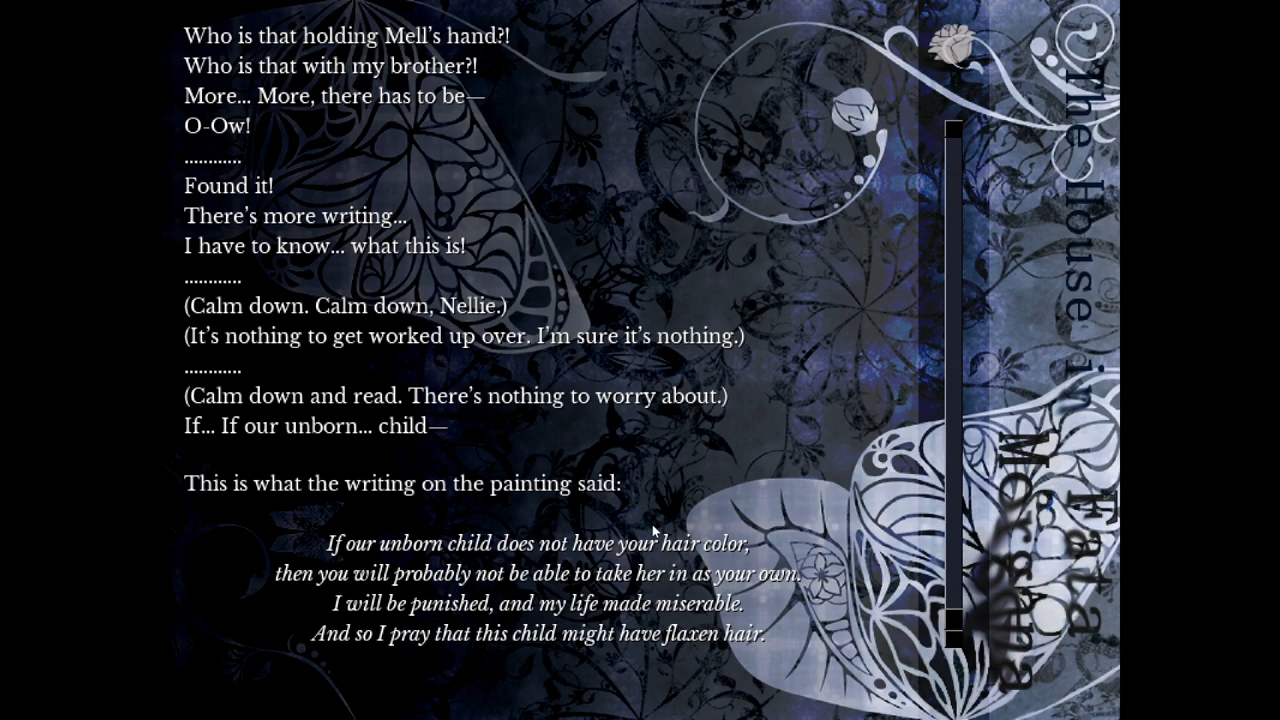 Who is that holding Mell’s hand?!
Who is that with my brother?!
More... More, there has to be—
O-Ow!
............
Found it!
There’s more writing...
I have to know... what this is!
............
(Calm down. Calm down, Nellie.)
(It’s nothing to get worked up over. I’m sure it’s nothing.)
............
(Calm down and read. There’s nothing to worry about.)
If... If our unborn... child—
This is what the writing on the painting said:
If our unborn child does not have your hair color,
then you will probably not be able to take her in as your own.
I will be punished, and my life made miserable.
And so I pray that this child might have flaxen hair.
The House in Fata
Morgana